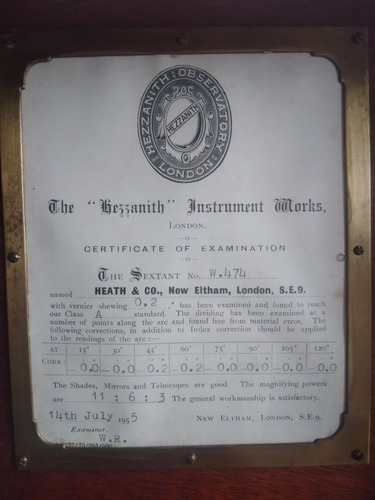 HEZZANITH OBSERVATORY
HEZZANITH
LONDON
The "Hezzanith" Instrument Works,
LONDON.
CERTIFICATE OF EXAMINATION.
THE SEXTANT No W.474
named HEATH & CO., New Eltham, London, S.E.9.
with vernier shewing 0.2 ' has been examined and found to reach
our Class A standard. The dividing has been examined at
a number of points along the arc and found free from material error. The
following corrections, in addition to Index correction should be applied
to the readings of the arc :—
AT 15° 30° 45° 60° 75° 90° 105° 120°
CORR: -0.0 -0.0 -0.2 -0.2 -0.0 -0.0 -0.0 -0.0
The Shades, Mirrors and Telescopes are good. The magnifying powers
are 11 : 6 : 3 The general workmanship is satisfactory.
14th July 1955 NEW ELTHAM, LONDON, S.E.9.
Examiner.
W.R.